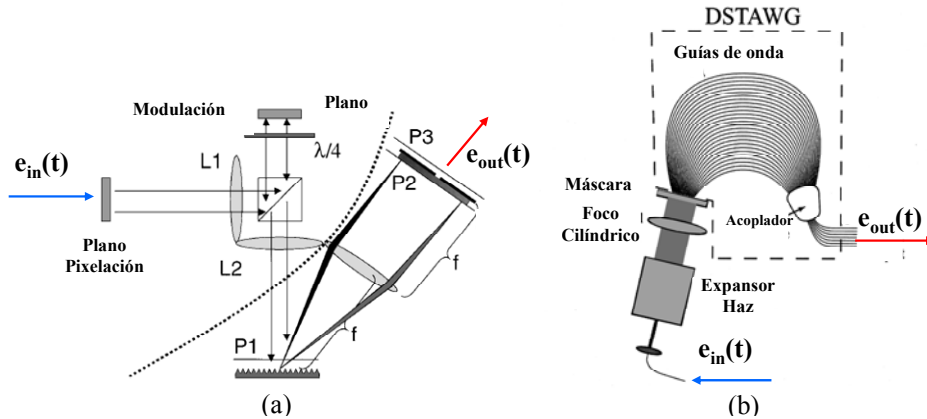 Modulación
Plano
λ/4
L1
e_in(t)
Plano
Pixelación
L2
P1
f
f
P2
P3
e_out(t)
(a)
DSTAWG
Guías de onda
Máscara
Foco
Cilíndrico
Acoplador
e_out(t)
Expansor
Haz
e_in(t)
(b)